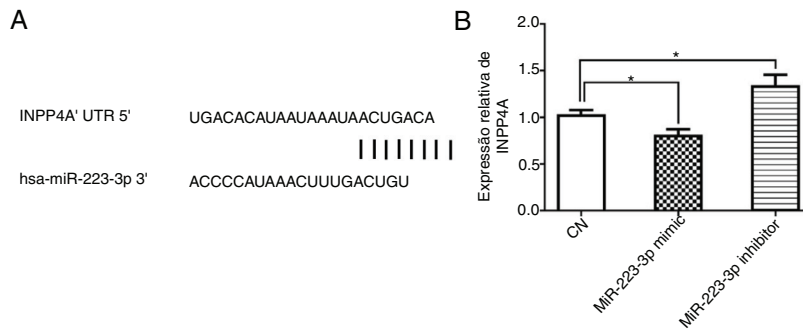 A
INPP4A' UTR 5' UGACACAUAAUAAAUAACUGACA
hsa-miR-223-3p 3' ACCCCAUAAACUUUGACUGU
B
Expressão relativa de
INPP4A
2.0
1.5
1.0
0.5
0.0
*
*
CN
MiR-223-3p mimic
MiR-223-3p inhibitor